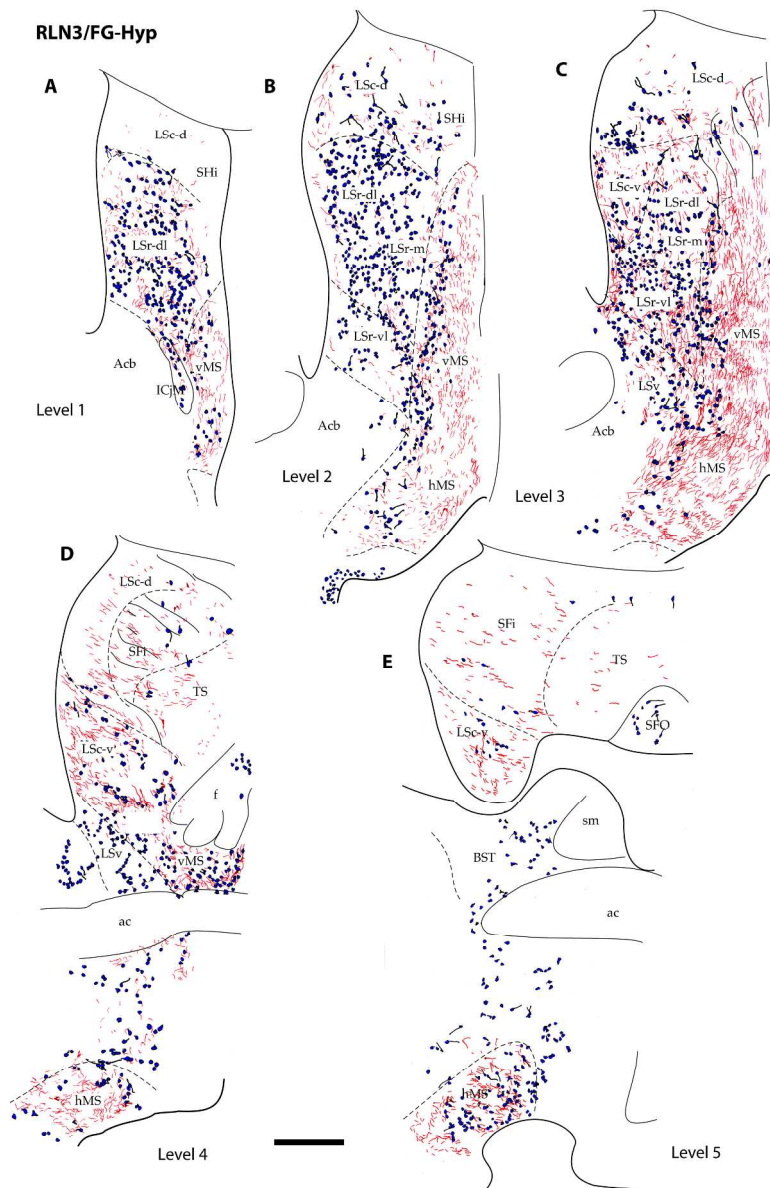 RLN3/FG-Hyp
A
LSc-d
SHi
LSr-dl
Acb
vMS
ICjM
Level 1
B
LSc-d
SHi
LSr-dl
LSr-m
LSr-vl
vMS
Acb
hMS
Level 2
C
LSc-d
LSc-v
LSr-dl
LSr-m
LSr-vl
vMS
LSv
Acb
hMS
Level 3
D
LSc-d
SFi
TS
LSc-v
f
LSv
vMS
ac
hMS
Level 4
E
SFi
TS
LSc-v
SFO
sm
BST
ac
hMS
Level 5